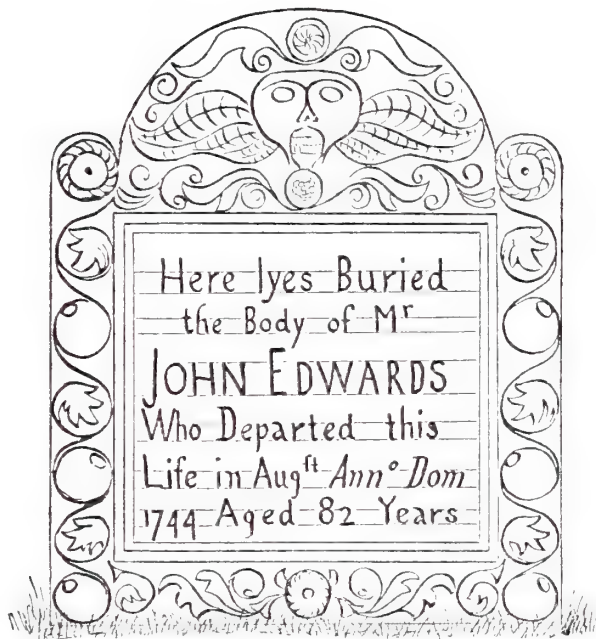 Here lyes Buried
the Body of Mʳ
JOHN EDWARDS
Who Departed this
Life in Augᶠᵗ Annᵒ Dom
1744 Aged 82 Years